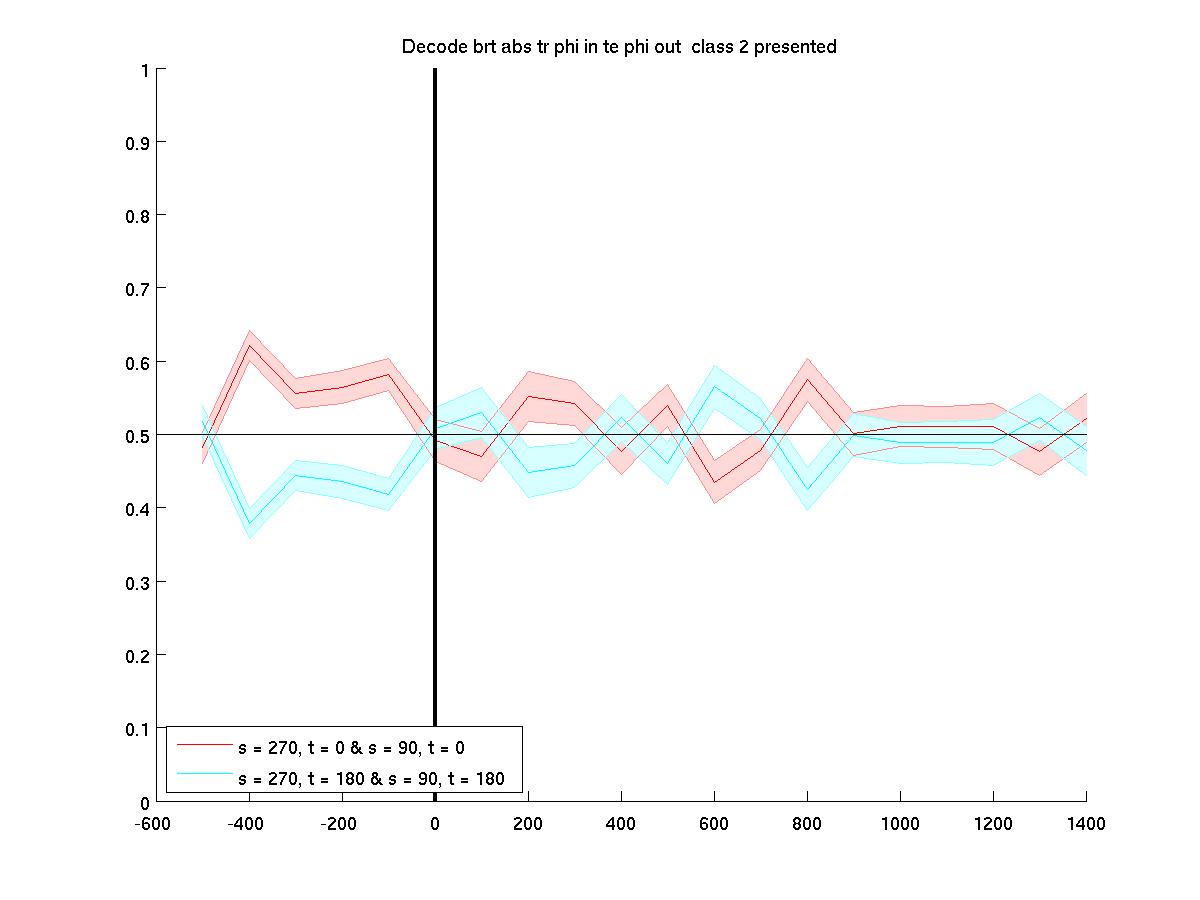 Decode brt abs tr phi in te phi out  class 2 presented
1
0.9
0.8
0.7
0.6
0.5
0.4
0.3
0.2
0.1
0
s = 270, t = 0 & s = 90, t = 0
s = 270, t = 180 & s = 90, t = 180
-600 -400 -200 0 200 400 600 800 1000 1200 1400